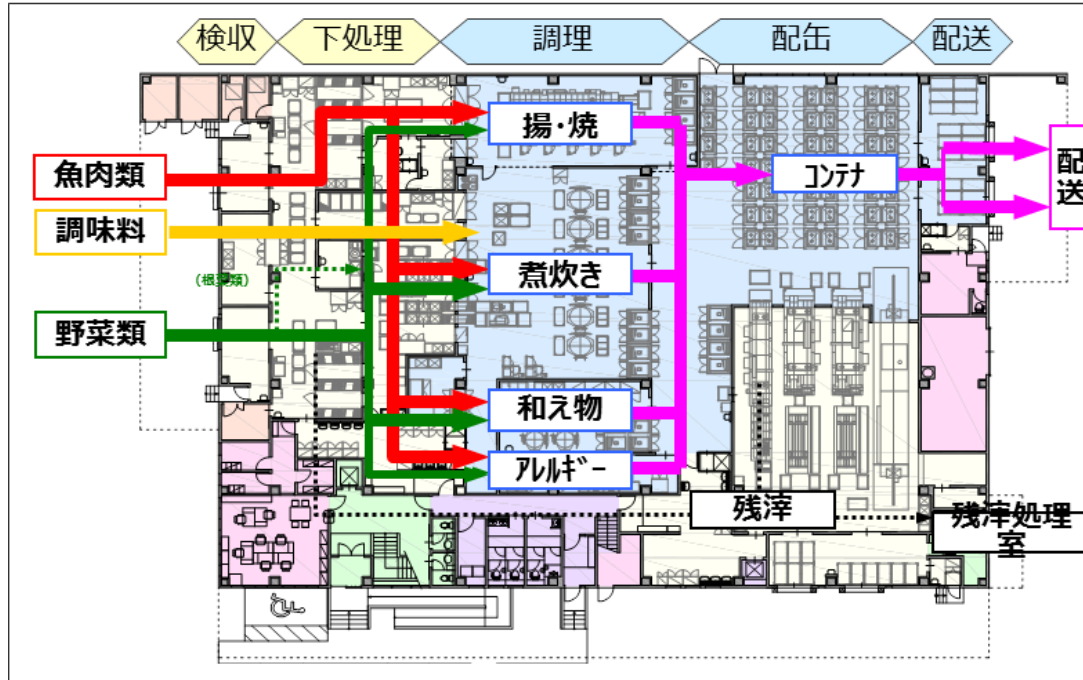 検収
下処理
調理
配缶
配送
揚・焼
魚肉類
コンテナ
配
送
調味料
煮炊き
(根菜類)
野菜類
和え物
アレルギー
残滓
残滓処理
室